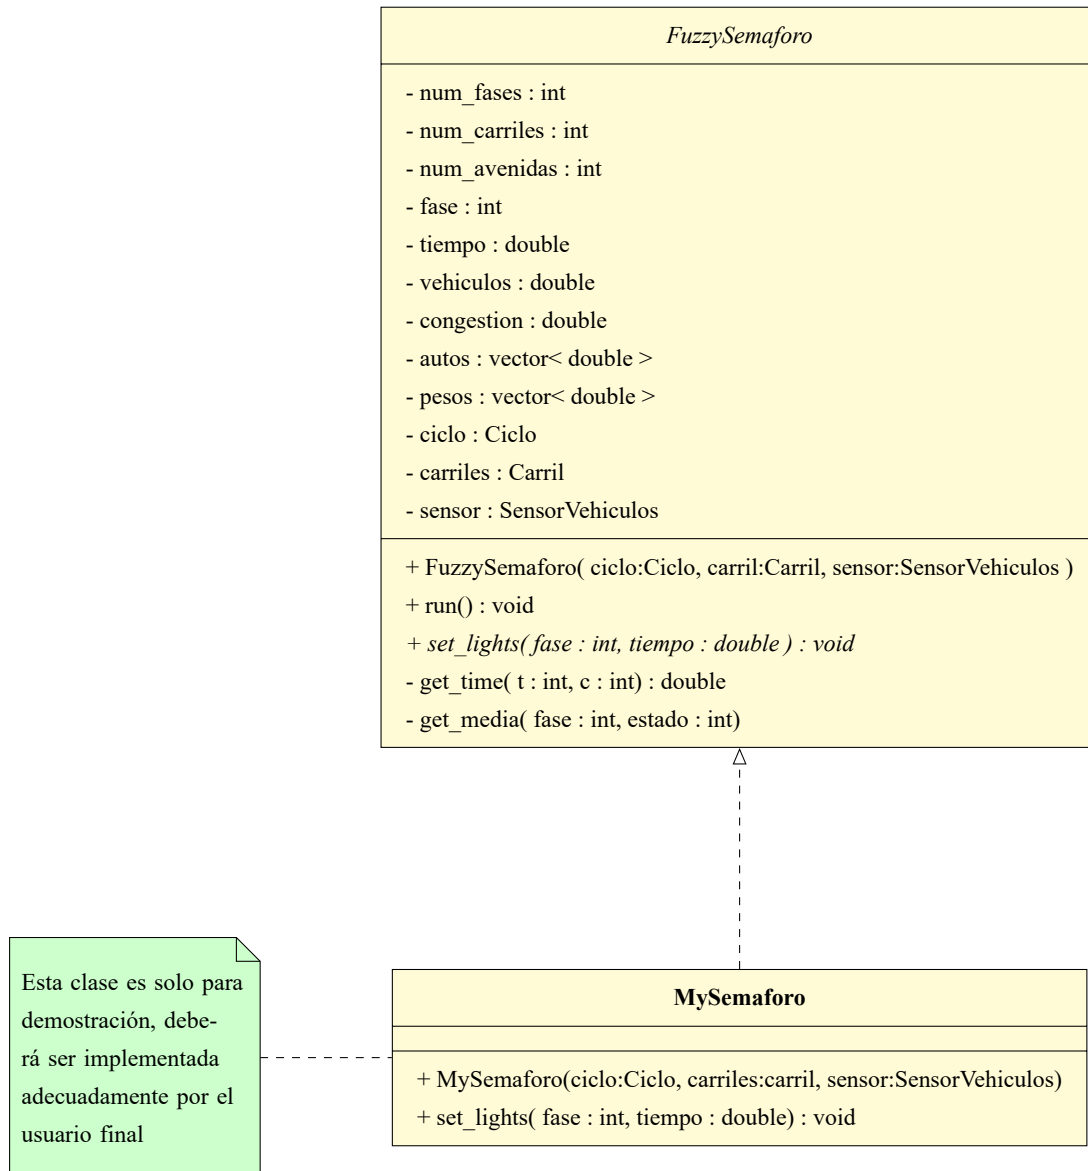 FuzzySemaforo
- num_fases : int
- num_carriles : int
- num_avenidas : int
- fase : int
- tiempo : double
- vehiculos : double
- congestion : double
- autos : vector< double >
- pesos : vector< double >
- ciclo : Ciclo
- carriles : Carril
- sensor : SensorVehiculos
+ FuzzySemaforo( ciclo:Ciclo, carril:Carril, sensor:SensorVehiculos )
+ run() : void
+ set_lights( fase : int, tiempo : double ) : void
- get_time( t : int, c : int) : double
- get_media( fase : int, estado : int)
Esta clase es solo para
demostración, debe-
rá ser implementada
adecuadamente por el
usuario final
MySemaforo
+ MySemaforo(ciclo:Ciclo, carriles:carril, sensor:SensorVehiculos)
+ set_lights( fase : int, tiempo : double) : void